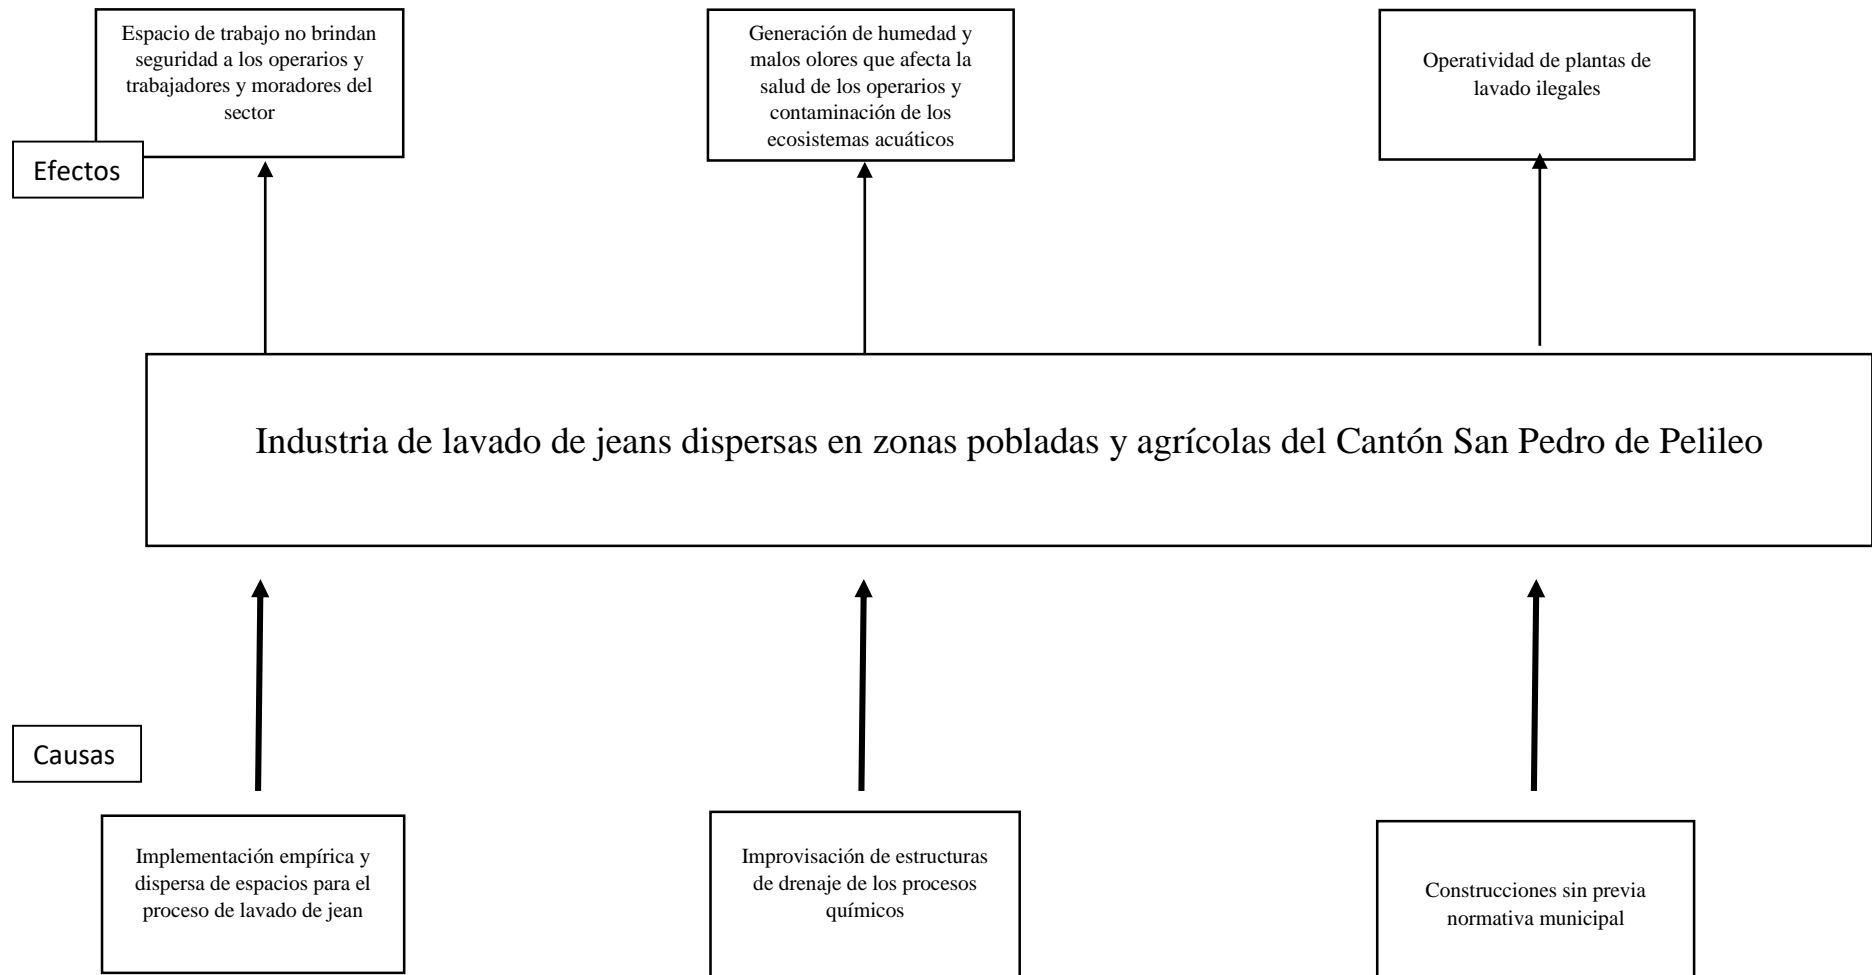 Espacio de trabajo no brindan
seguridad a los operarios y
trabajadores y moradores del
sector
Generación de humedad y
malos olores que afecta la
salud de los operarios y
contaminación de los
ecosistemas acuáticos
Operatividad de plantas de
lavado ilegales
Efectos
Industria de lavado de jeans dispersas en zonas pobladas y agrícolas del Cantón San Pedro de Pelileo
Causas
Implementación empírica y
dispersa de espacios para el
proceso de lavado de jean
Improvisación de estructuras
de drenaje de los procesos
químicos
Construcciones sin previa
normativa municipal